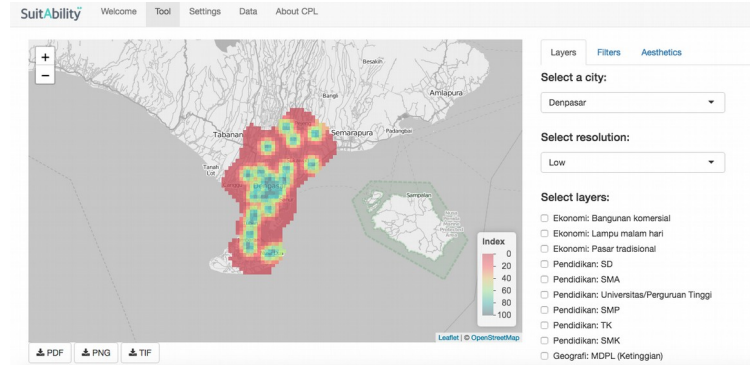 SuitAbility
Welcome
Tool
Settings
Data
About CPL
+
−
Besakih
Amlapura
Bangli
Tabanan
Semarapura
Padangbai
Tanah
Lot
Sampalan
Index
0
20
40
60
80
100
Leaflet | © OpenStreetMap
PDF
PNG
TIF
Layers
Filters
Aesthetics
Select a city:
Denpasar
Select resolution:
Low
Select layers:
Ekonomi: Bangunan komersial
Ekonomi: Lampu malam hari
Ekonomi: Pasar tradisional
Pendidikan: SD
Pendidikan: SMA
Pendidikan: Universitas/Perguruan Tinggi
Pendidikan: SMP
Pendidikan: TK
Pendidikan: SMK
Geografi: MDPL (Ketinggian)